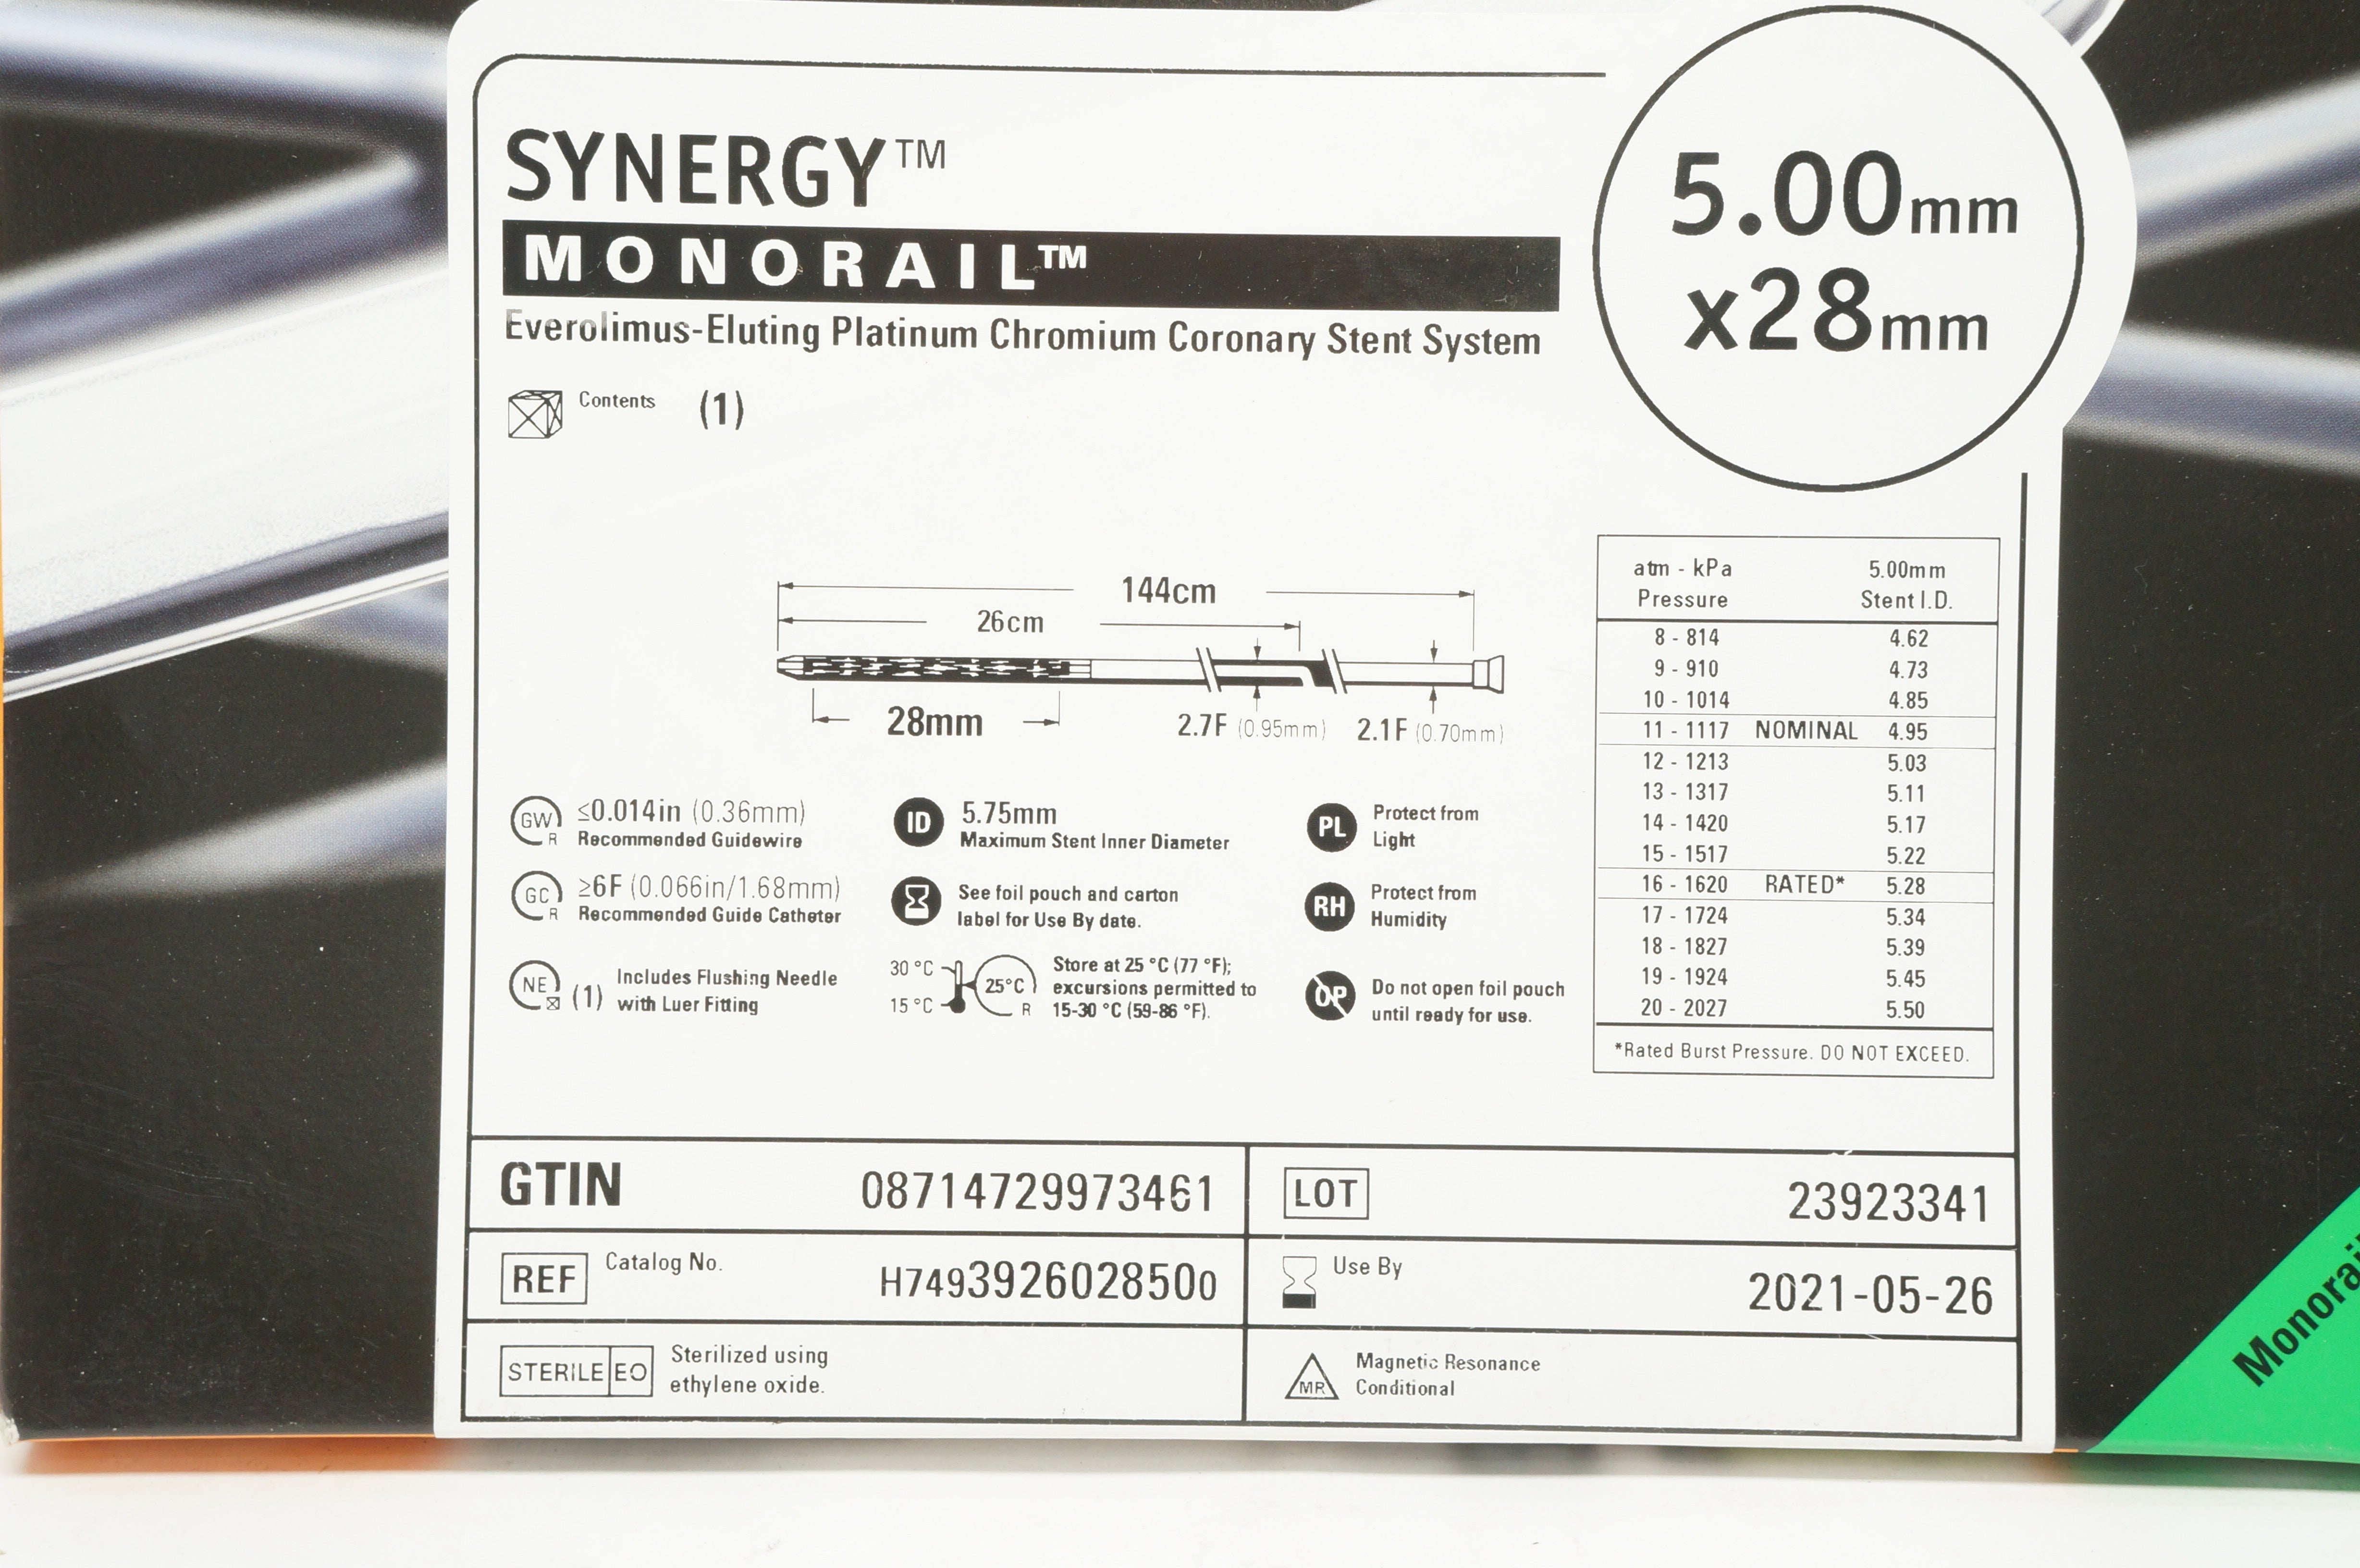 SYNERGY™
MONORAIL™
Everolimus-Eluting Platinum Chromium Coronary Stent System
5.00mm
x28mm
Contents (1)
144cm
26cm
28mm
2.7F (0.95mm) 2.1F (0.70mm)
GW R ≤0.014in (0.36mm)
Recommended Guidewire
GC R ≥6F (0.066in/1.68mm)
Recommended Guide Catheter
NE (1) Includes Flushing Needle
with Luer Fitting
ID 5.75mm
Maximum Stent Inner Diameter
See foil pouch and carton
label for Use By date.
30 °C
15 °C
25°C
R
Store at 25 °C (77 °F);
excursions permitted to
15-30 °C (59-86 °F).
PL Protect from
Light
RH Protect from
Humidity
OP Do not open foil pouch
until ready for use.
atm - kPa 5.00mm
Pressure Stent I.D.
8 - 814 4.62
9 - 910 4.73
10 - 1014 4.85
11 - 1117 NOMINAL 4.95
12 - 1213 5.03
13 - 1317 5.11
14 - 1420 5.17
15 - 1517 5.22
16 - 1620 RATED* 5.28
17 - 1724 5.34
18 - 1827 5.39
19 - 1924 5.45
20 - 2027 5.50
*Rated Burst Pressure. DO NOT EXCEED.
GTIN 08714729973461
LOT 23923341
REF Catalog No. H7493926028500
Use By 2021-05-26
STERILE EO Sterilized using
ethylene oxide.
MR Magnetic Resonance
Conditional
Monorail